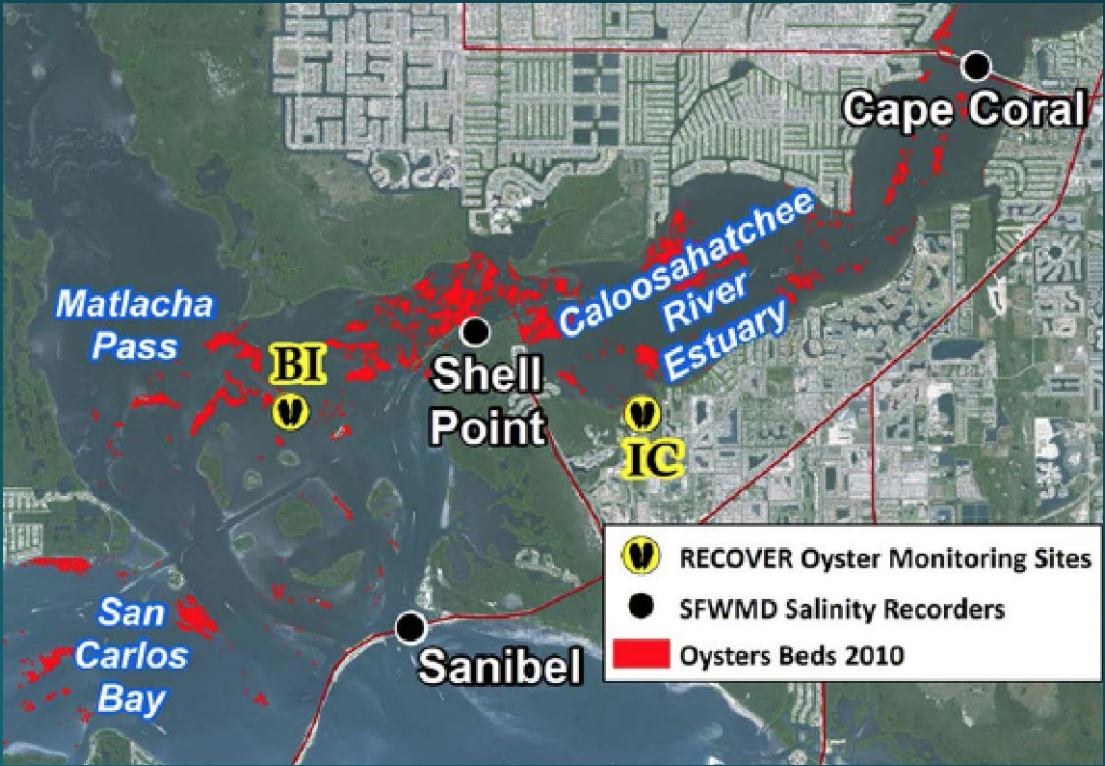 Cape Coral
Caloosahatchee
River
Estuary
Matlacha
Pass
BI
Shell
Point
IC
RECOVER Oyster Monitoring Sites
SFWMD Salinity Recorders
Oysters Beds 2010
San
Carlos
Bay
Sanibel